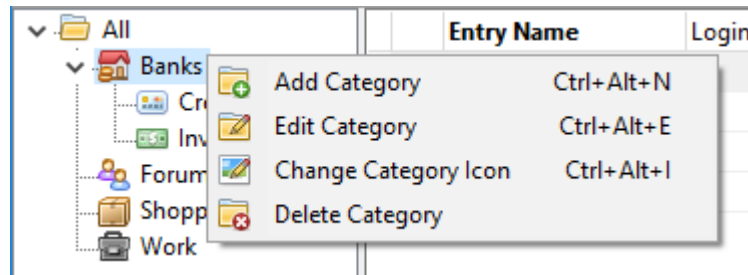 All
Entry Name
Login
Banks
Add Category Ctrl+Alt+N
Edit Category Ctrl+Alt+E
Change Category Icon Ctrl+Alt+I
Delete Category
Work